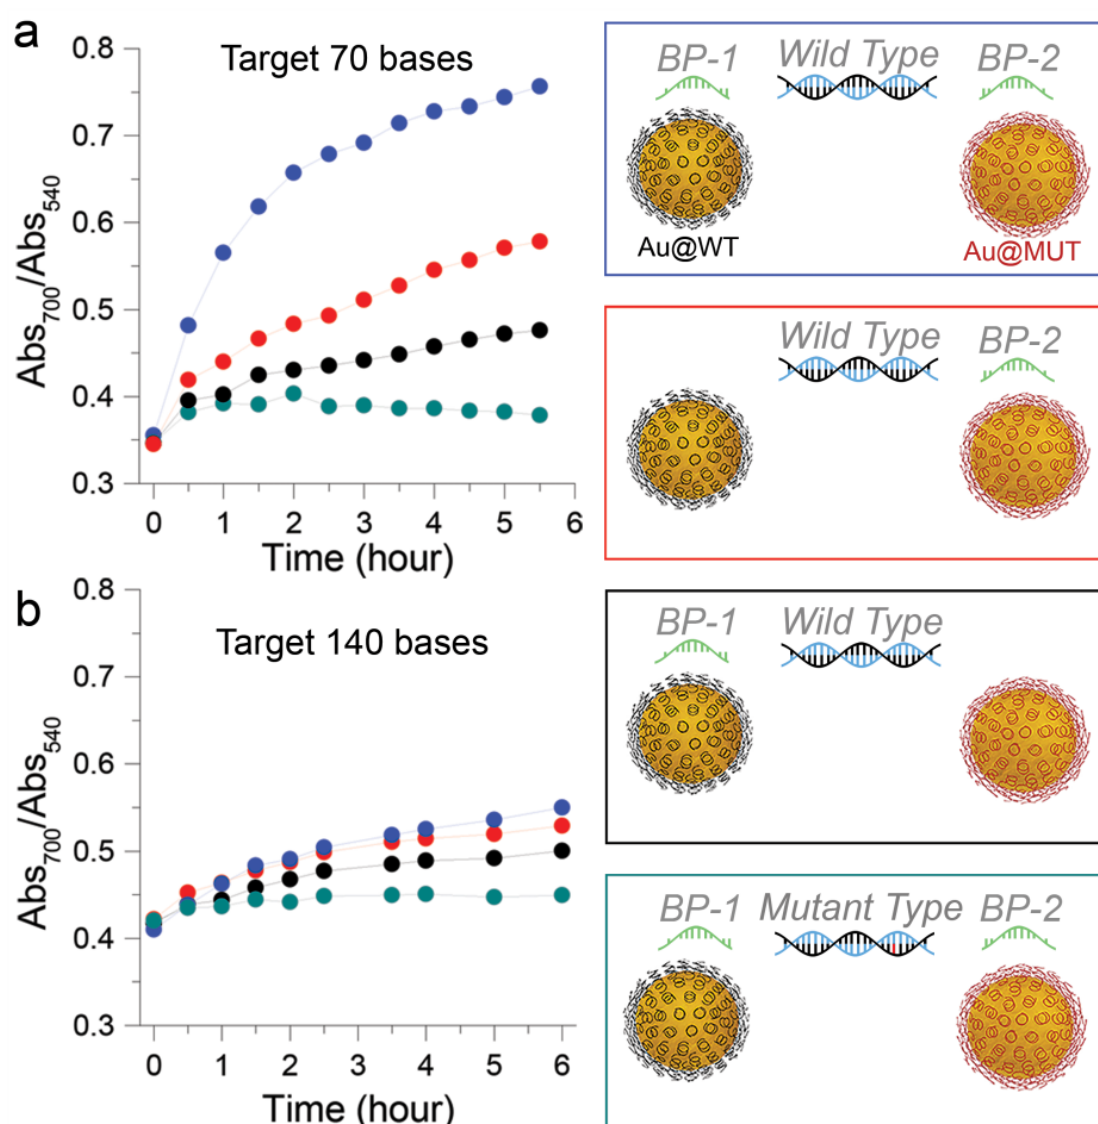 a
Target 70 bases
0.8
0.7
0.6
0.5
0.4
0.3
Abs700/Abs540
0 1 2 3 4 5 6
Time (hour)
BP-1 Wild Type BP-2
Au@WT Au@MUT
Wild Type BP-2
b
Target 140 bases
0.8
0.7
0.6
0.5
0.4
0.3
Abs700/Abs540
0 1 2 3 4 5 6
Time (hour)
BP-1 Wild Type
BP-1 Mutant Type BP-2